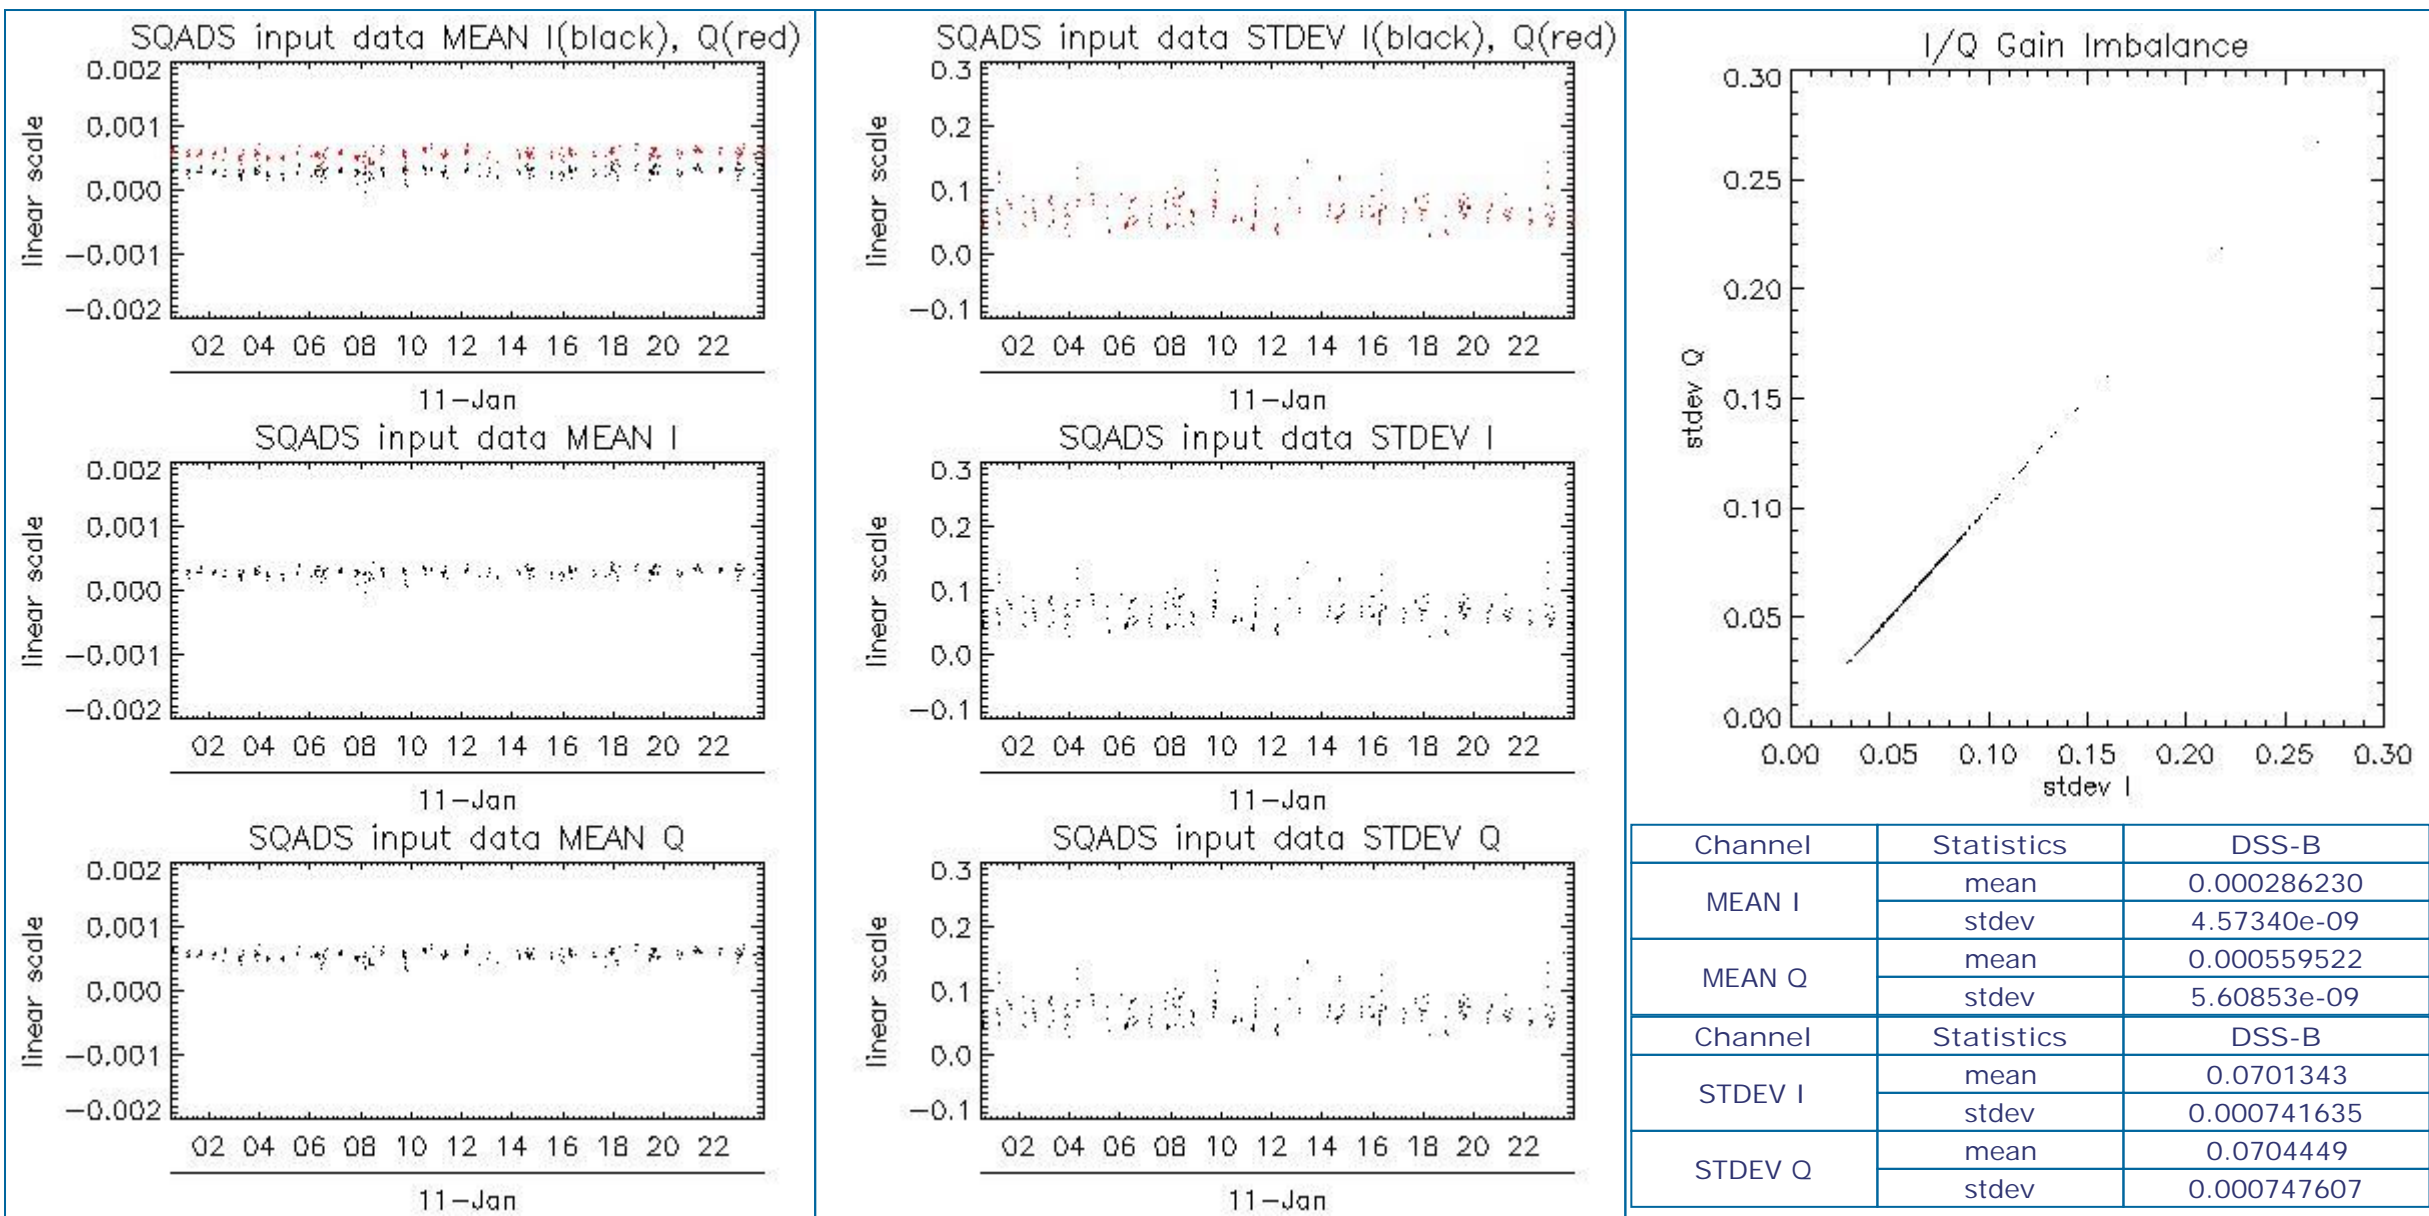 SQADS input data MEAN I(black), Q(red)
linear scale
0.002
0.001
0.000
−0.001
−0.002
02 04 06 08 10 12 14 16 18 20 22
11−Jan
SQADS input data MEAN I
linear scale
0.002
0.001
0.000
−0.001
−0.002
02 04 06 08 10 12 14 16 18 20 22
11−Jan
SQADS input data MEAN Q
linear scale
0.002
0.001
0.000
−0.001
−0.002
02 04 06 08 10 12 14 16 18 20 22
11−Jan
SQADS input data STDEV I(black), Q(red)
linear scale
0.3
0.2
0.1
0.0
−0.1
02 04 06 08 10 12 14 16 18 20 22
11−Jan
SQADS input data STDEV I
linear scale
0.3
0.2
0.1
0.0
−0.1
02 04 06 08 10 12 14 16 18 20 22
11−Jan
SQADS input data STDEV Q
linear scale
0.3
0.2
0.1
0.0
−0.1
02 04 06 08 10 12 14 16 18 20 22
11−Jan
I/Q Gain Imbalance
stdev Q
0.30
0.25
0.20
0.15
0.10
0.05
0.00
0.00 0.05 0.10 0.15 0.20 0.25 0.30
stdev I
Channel Statistics DSS-B
MEAN I mean 0.000286230
stdev 4.57340e-09
MEAN Q mean 0.000559522
stdev 5.60853e-09
Channel Statistics DSS-B
STDEV I mean 0.0701343
stdev 0.000741635
STDEV Q mean 0.0704449
stdev 0.000747607